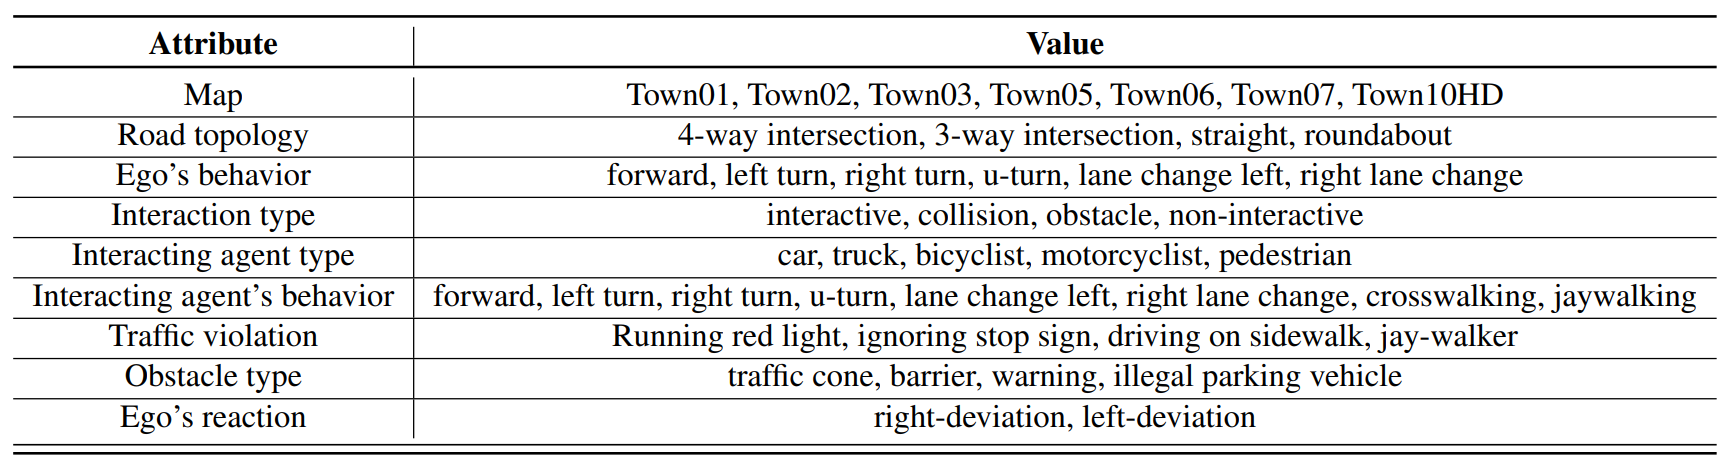 Attribute Value
Map Town01, Town02, Town03, Town05, Town06, Town07, Town10HD
Road topology 4-way intersection, 3-way intersection, straight, roundabout
Ego's behavior forward, left turn, right turn, u-turn, lane change left, right lane change
Interaction type interactive, collision, obstacle, non-interactive
Interacting agent type car, truck, bicyclist, motorcyclist, pedestrian
Interacting agent's behavior forward, left turn, right turn, u-turn, lane change left, right lane change, crosswalking, jaywalking
Traffic violation Running red light, ignoring stop sign, driving on sidewalk, jay-walker
Obstacle type traffic cone, barrier, warning, illegal parking vehicle
Ego's reaction right-deviation, left-deviation